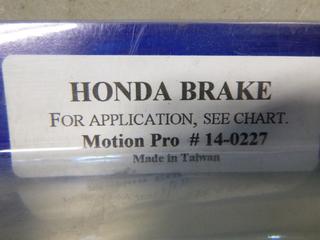 HONDA BRAKE
FOR APPLICATION, SEE CHART.
Motion Pro # 14-0227
Made in Taiwan